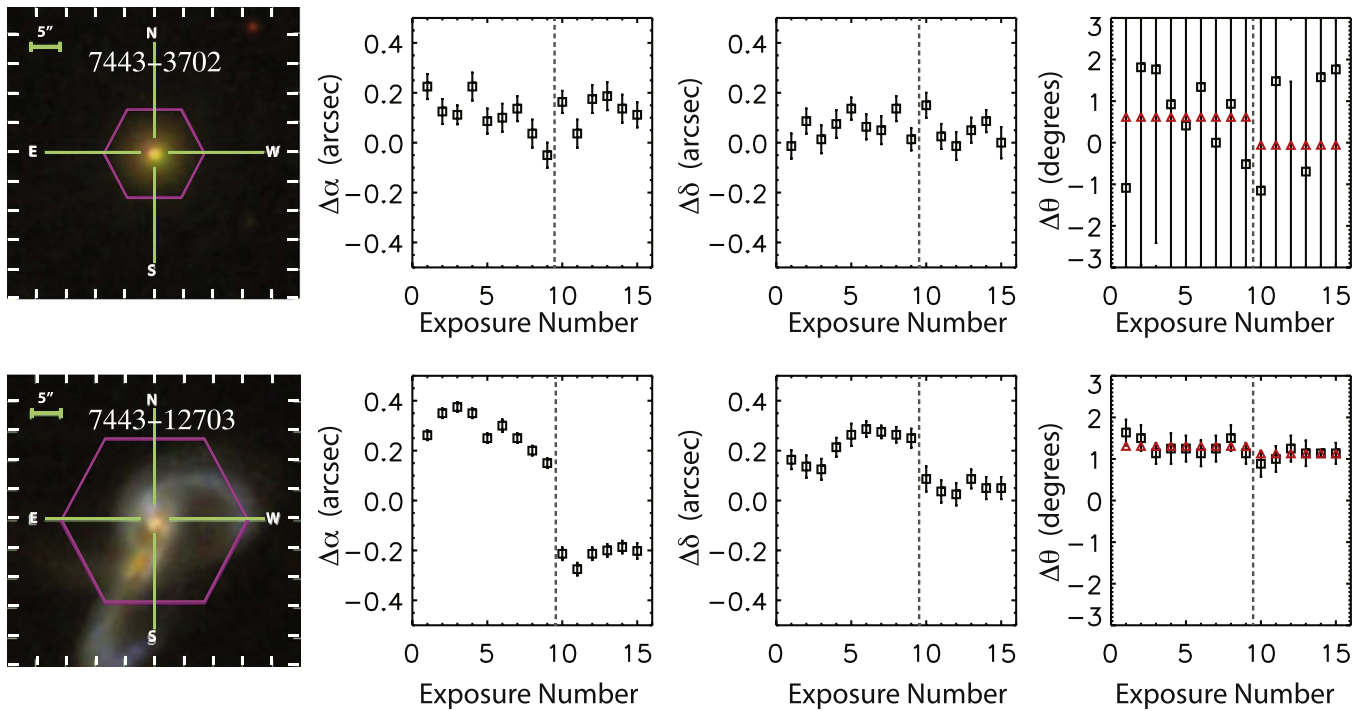 5"
N
7443-3702
E
W
S
0.4
0.2
0.0
−0.2
−0.4
Δα (arcsec)
0 5 10 15
Exposure Number
0.4
0.2
0.0
−0.2
−0.4
Δδ (arcsec)
0 5 10 15
Exposure Number
3
2
1
0
−1
−2
−3
Δθ (degrees)
0 5 10 15
Exposure Number
5"
N
7443-12703
E
W
S
0.4
0.2
0.0
−0.2
−0.4
Δα (arcsec)
0 5 10 15
Exposure Number
0.4
0.2
0.0
−0.2
−0.4
Δδ (arcsec)
0 5 10 15
Exposure Number
3
2
1
0
−1
−2
−3
Δθ (degrees)
0 5 10 15
Exposure Number